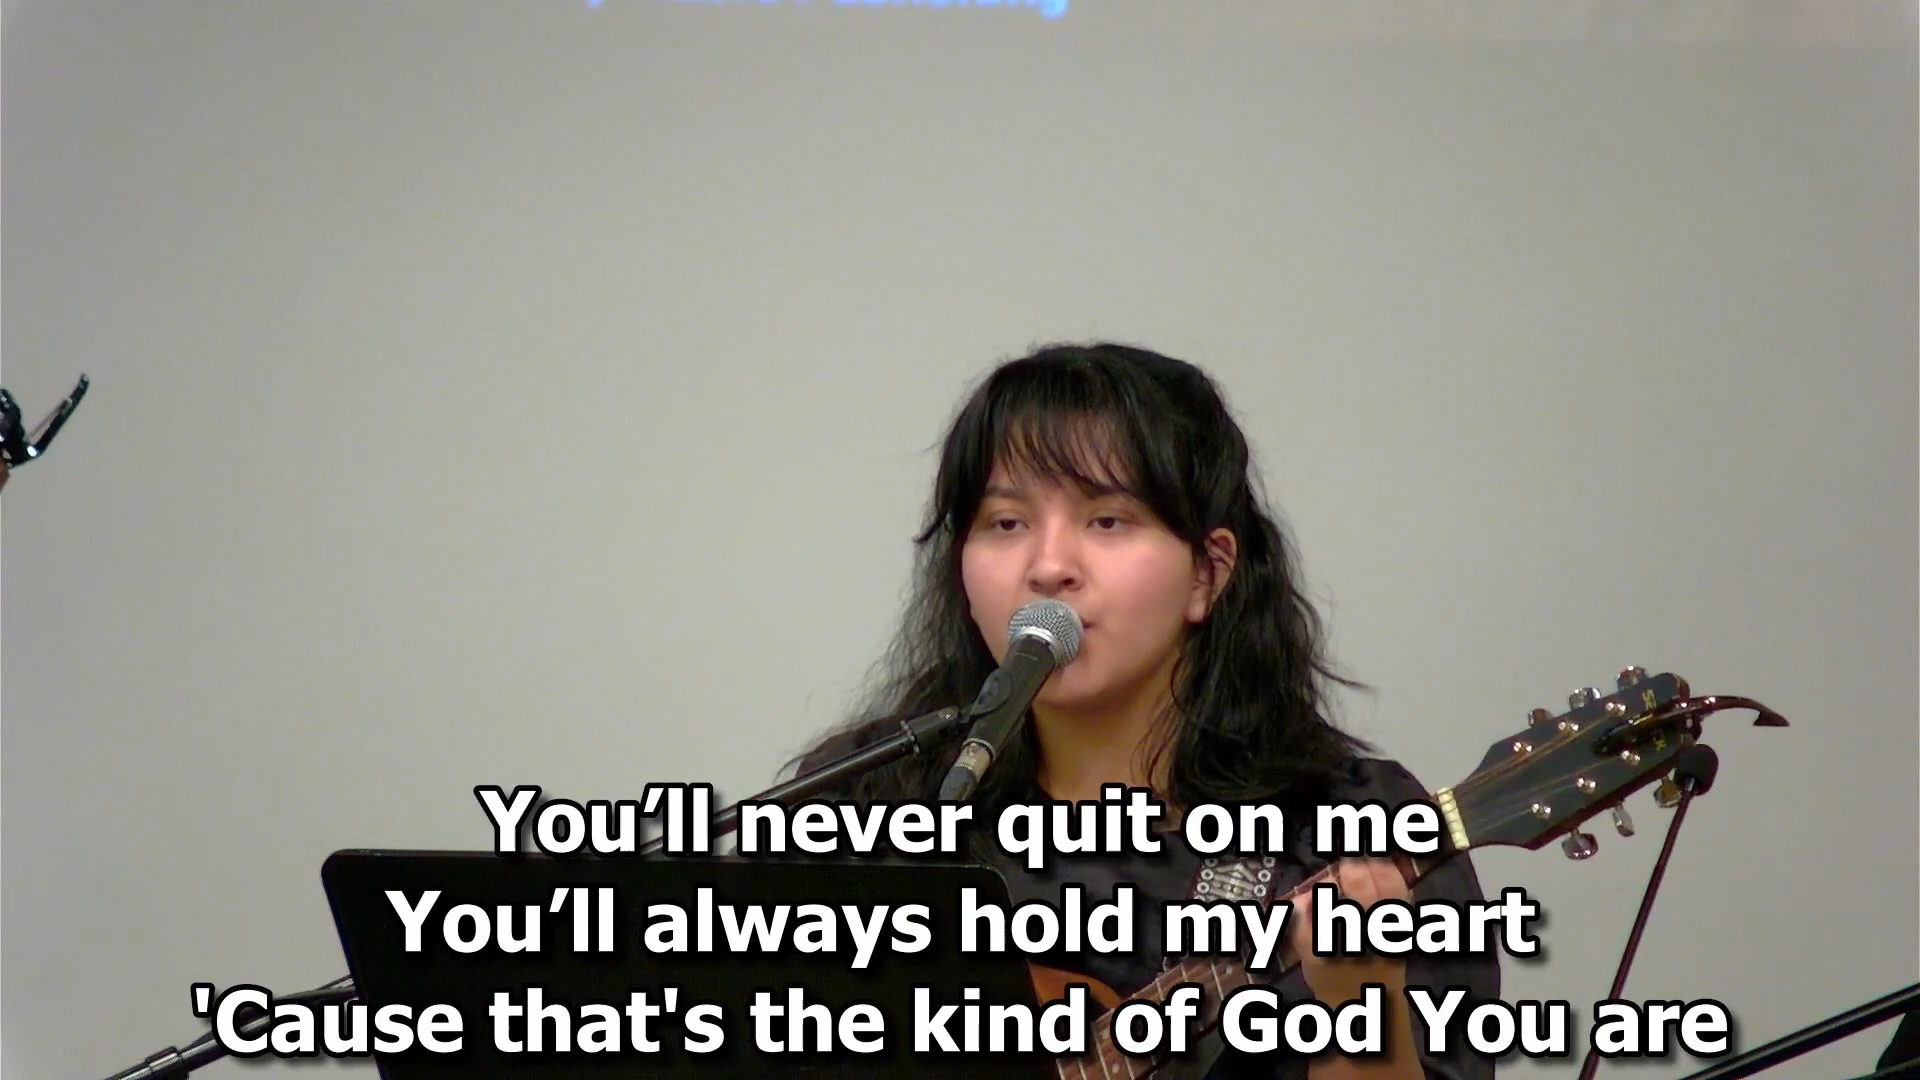 You’ll never quit on me
You’ll always hold my heart
'Cause that's the kind of God You are